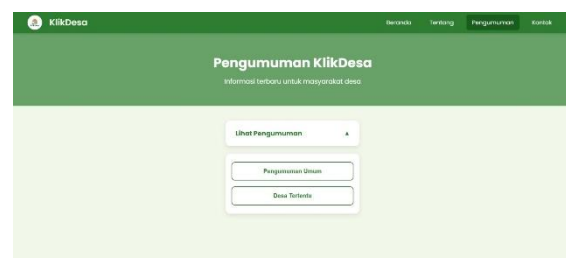 KlikDesa
Beranda Tentang Pengumuman Kontak
Pengumuman KlikDesa
Informasi terbaru untuk masyarakat desa
Lihat Pengumuman ▲
Pengumuman Umum
Desa Tertentu